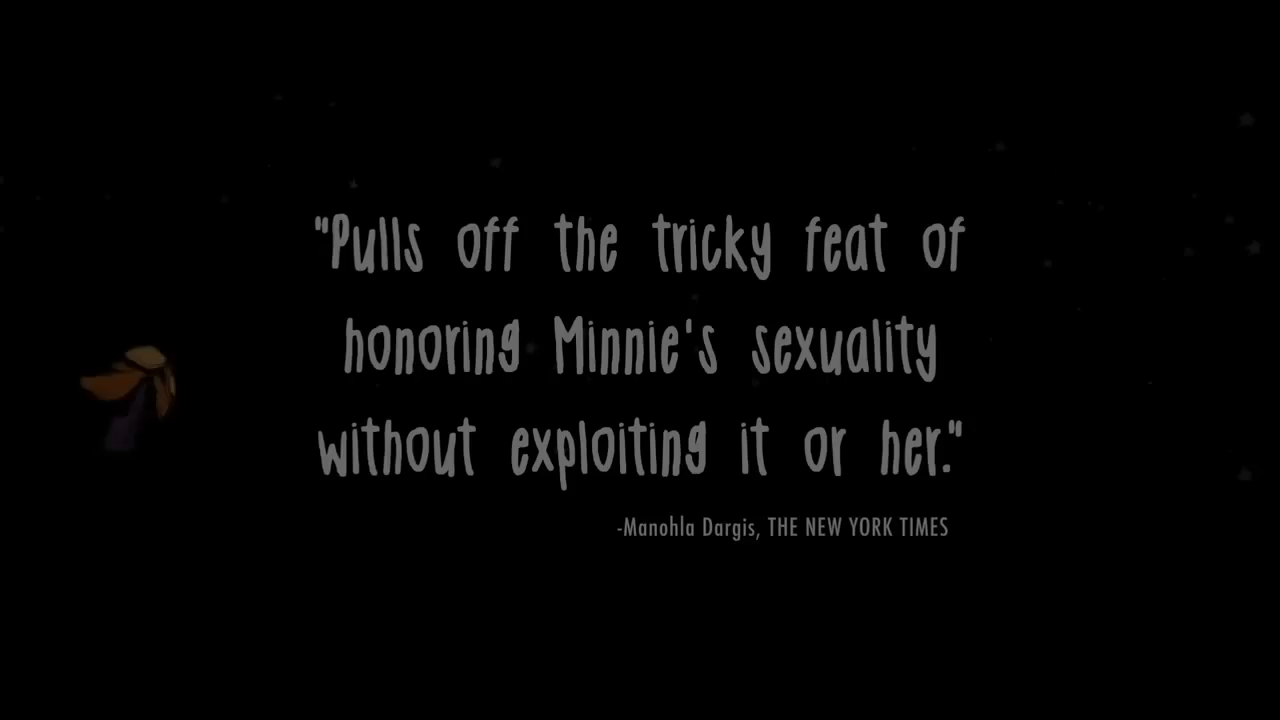 "Pulls off the tricky feat of
honoring Minnie's sexuality
without exploiting it or her."
-Manohla Dargis, THE NEW YORK TIMES